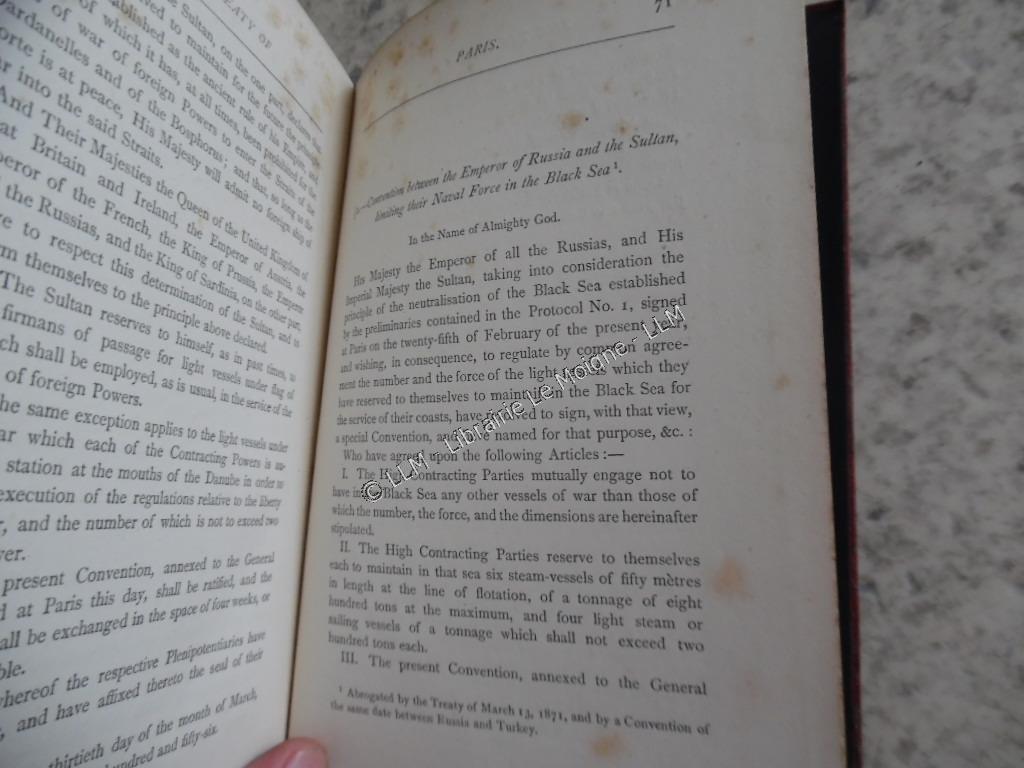 TREATY OF
the Sultan, on the one part, declares that
resolved to maintain for the future the principle
established as the ancient rule of his Empire, and
of which it has, at all times, been prohibited for the
of war of foreign Powers to enter the Straits of the
Dardanelles and of the Bosphorus; and that, so long as the
Porte is at peace, His Majesty will admit no foreign ship of
war into the said Straits.
And Their Majesties the Queen of the United Kingdom of
Great Britain and Ireland, the Emperor of Austria, the
Emperor of the French, the King of Prussia, the Emperor
the Russias, and the King of Sardinia, on the other part,
to respect this determination of the Sultan, and to
themselves to the principle above declared.
The Sultan reserves to himself, as in past times, to
firmans of passage for light vessels under flag of
which shall be employed, as is usual, in the service of the
of foreign Powers.
The same exception applies to the light vessels under
war which each of the Contracting Powers is
station at the mouths of the Danube in order to
execution of the regulations relative to the liberty
and the number of which is not to exceed two
present Convention, annexed to the General
at Paris this day, shall be ratified, and the
shall be exchanged in the space of four weeks, or
whereof the respective Plenipotentiaries have
, and have affixed thereto the seal of their
thirtieth day of the month of March,
hundred and fifty-six.
PARIS.
71
—Convention between the Emperor of Russia and the Sultan,
limiting their Naval Force in the Black Sea¹.
In the Name of Almighty God.
His Majesty the Emperor of all the Russias, and His
Imperial Majesty the Sultan, taking into consideration the
principle of the neutralisation of the Black Sea established
by the preliminaries contained in the Protocol No. 1, signed
at Paris on the twenty-fifth of February of the present year,
and wishing, in consequence, to regulate by common agree-
ment the number and the force of the light vessels which they
have reserved to themselves to maintain in the Black Sea for
the service of their coasts, have resolved to sign, with that view,
a special Convention, and have named for that purpose, &c. :
Who have agreed upon the following Articles :—
I. The High Contracting Parties mutually engage not to
have in the Black Sea any other vessels of war than those of
which the number, the force, and the dimensions are hereinafter
stipulated.
II. The High Contracting Parties reserve to themselves
each to maintain in that sea six steam-vessels of fifty mètres
in length at the line of flotation, of a tonnage of eight
hundred tons at the maximum, and four light steam or
sailing vessels of a tonnage which shall not exceed two
hundred tons each.
III. The present Convention, annexed to the General
¹ Abrogated by the Treaty of March 13, 1871, and by a Convention of
the same date between Russia and Turkey.
© LLM - Librairie Le Moigne - LLM